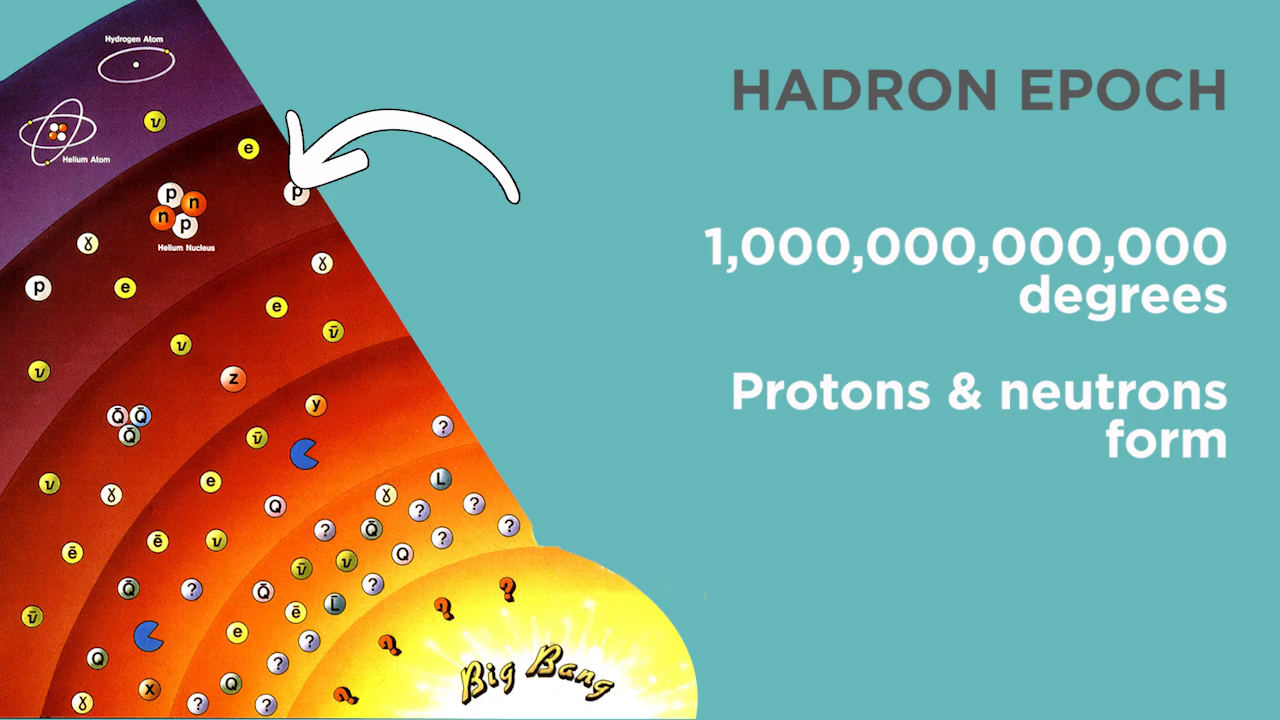 HADRON EPOCH
1,000,000,000,000
degrees
Protons & neutrons
form
Hydrogen Atom
ν
e
Helium Atom
p
p
n
n
p
Helium Nucleus
γ
γ
p
e
e
ν
ν̄
ν
z
y
Q̄ Q̄
Q̄
?
ν̄
L
e
ν
γ
γ
?
Q
?
?
?
Q̄
ē
ē
ν
?
Q
ν
ν̄
?
Q̄
?
Q̄
?
L̄
ē
ν̄
?
e
?
?
Q
?
?
Big Bang
Q
x
?
γ
?
?